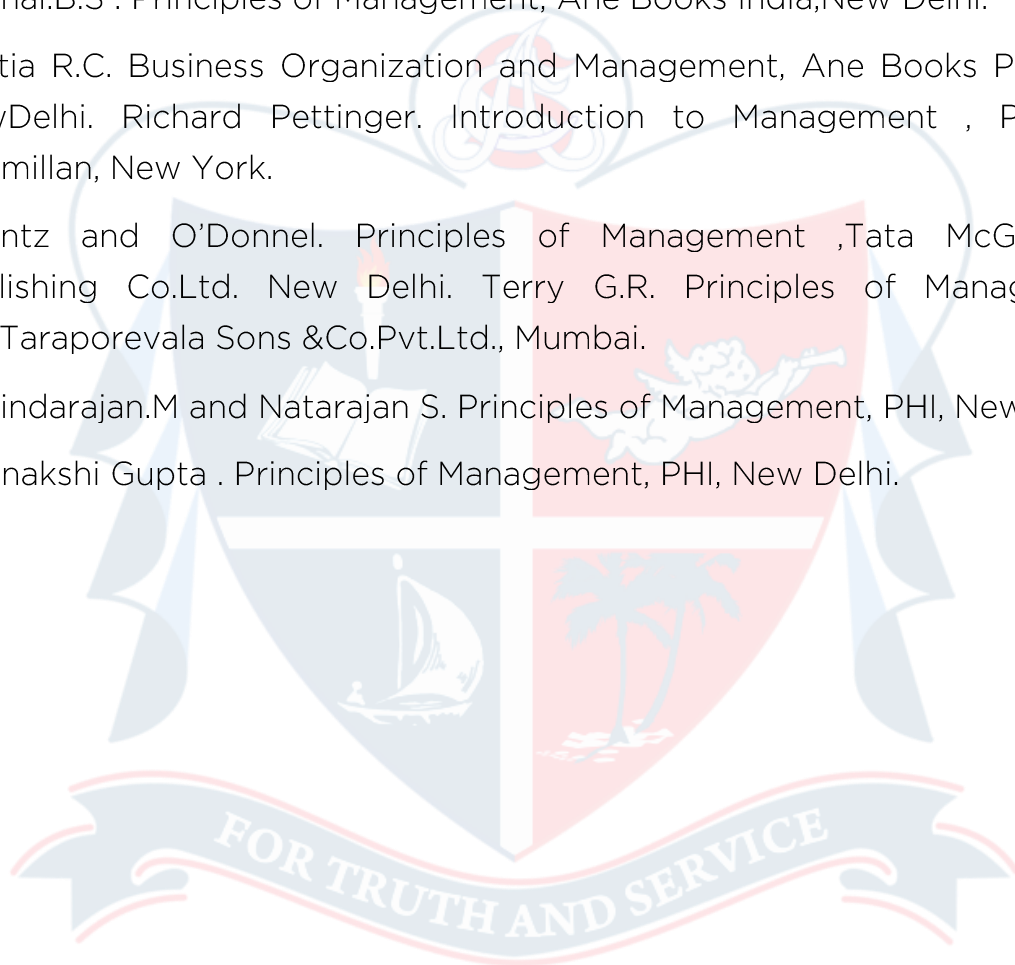 hal.B.S . Principles of Management, Ane Books India,New Delhi.
tia R.C. Business Organization and Management, Ane Books P
Delhi. Richard Pettinger. Introduction to Management , P
millan, New York.
ntz and O’Donnel. Principles of Management ,Tata McG
lishing Co.Ltd. New Delhi. Terry G.R. Principles of Manag
Taraporevala Sons &Co.Pvt.Ltd., Mumbai.
indarajan.M and Natarajan S. Principles of Management, PHI, New
nakshi Gupta . Principles of Management, PHI, New Delhi.
FOR TRUTH AND SERVICE